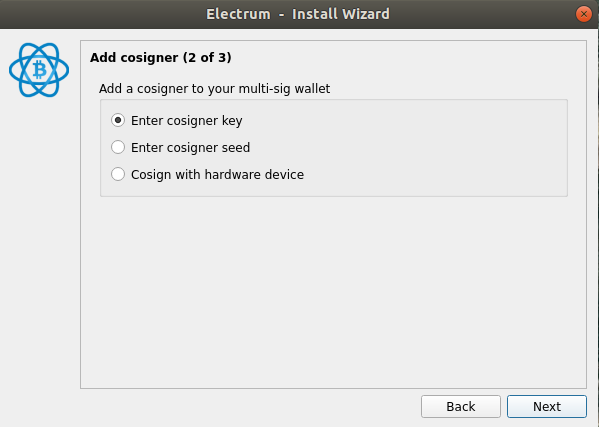 Electrum - Install Wizard
Add cosigner (2 of 3)
Add a cosigner to your multi-sig wallet
Enter cosigner key
Enter cosigner seed
Cosign with hardware device
Back
Next